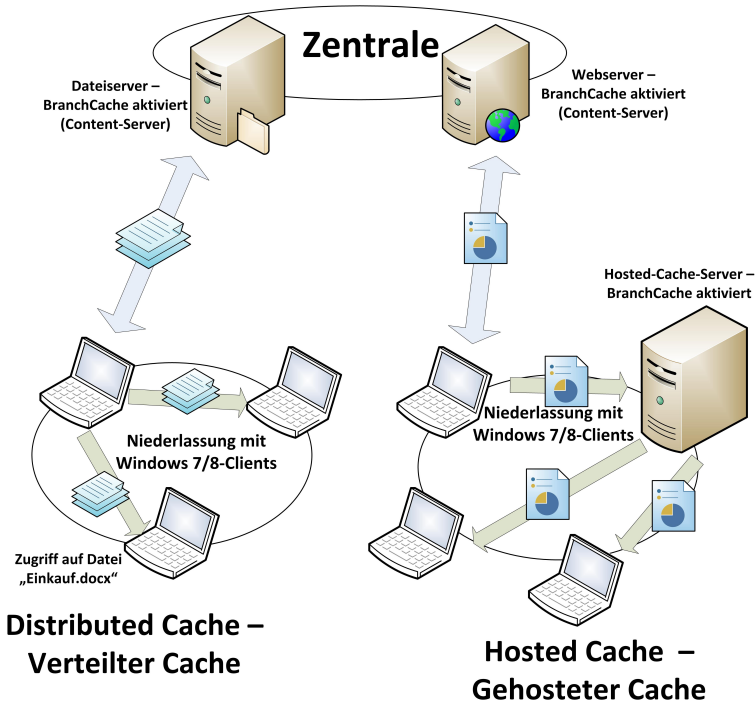 Zentrale
Dateiserver –
BranchCache aktiviert
(Content-Server)
Webserver –
BranchCache aktiviert
(Content-Server)
Hosted-Cache-Server –
BranchCache aktiviert
Niederlassung mit
Windows 7/8-Clients
Niederlassung mit
Windows 7/8-Clients
Zugriff auf Datei
„Einkauf.docx“
Distributed Cache –
Verteilter Cache
Hosted Cache –
Gehosteter Cache